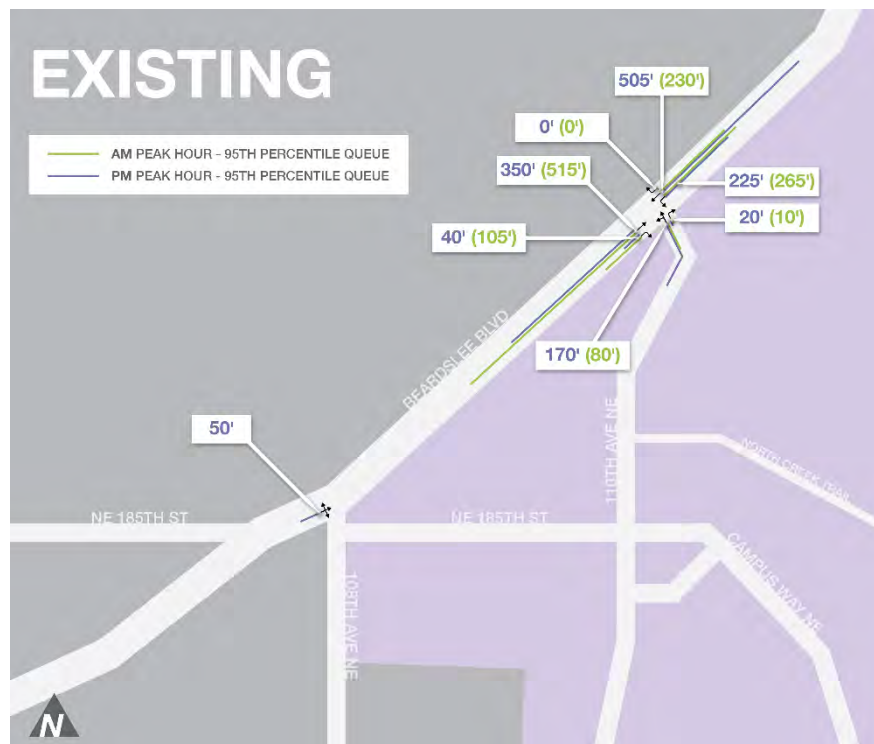 EXISTING
AM PEAK HOUR - 95TH PERCENTILE QUEUE
PM PEAK HOUR - 95TH PERCENTILE QUEUE
505' (230')
0' (0')
350' (515')
225' (265')
20' (10')
40' (105')
170' (80')
BEARDSLEE BLVD
50'
110TH AVE NE
NORTH CREEK TRAIL
NE 185TH ST
NE 185TH ST
CAMPUS WAY NE
108TH AVE NE
N